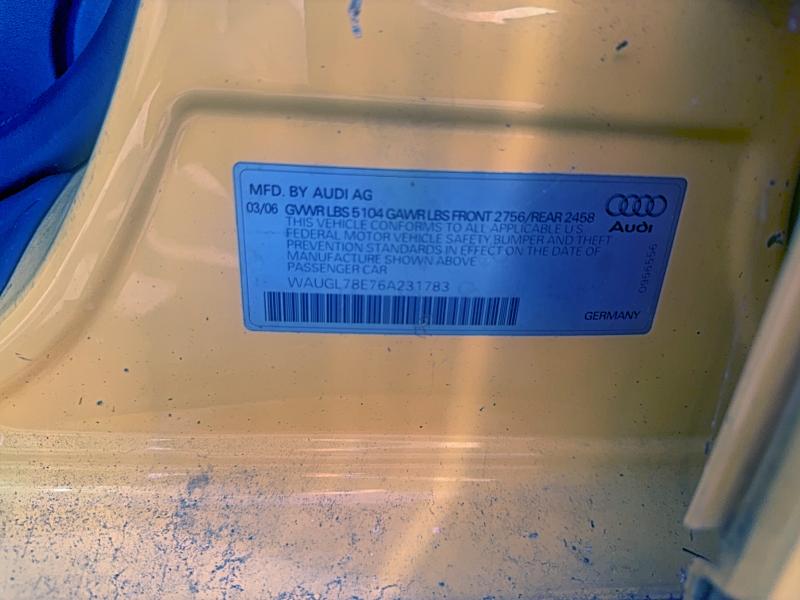 MFD. BY AUDI AG
03/06 GVWR LBS 5104 GAWR LBS FRONT 2756/REAR 2458
THIS VEHICLE CONFORMS TO ALL APPLICABLE U.S.
FEDERAL MOTOR VEHICLE SAFETY BUMPER AND THEFT
PREVENTION STANDARDS IN EFFECT ON THE DATE OF
MANUFACTURE SHOWN ABOVE
PASSENGER CAR
WAUGL78E76A231783
Audi
0956556
GERMANY